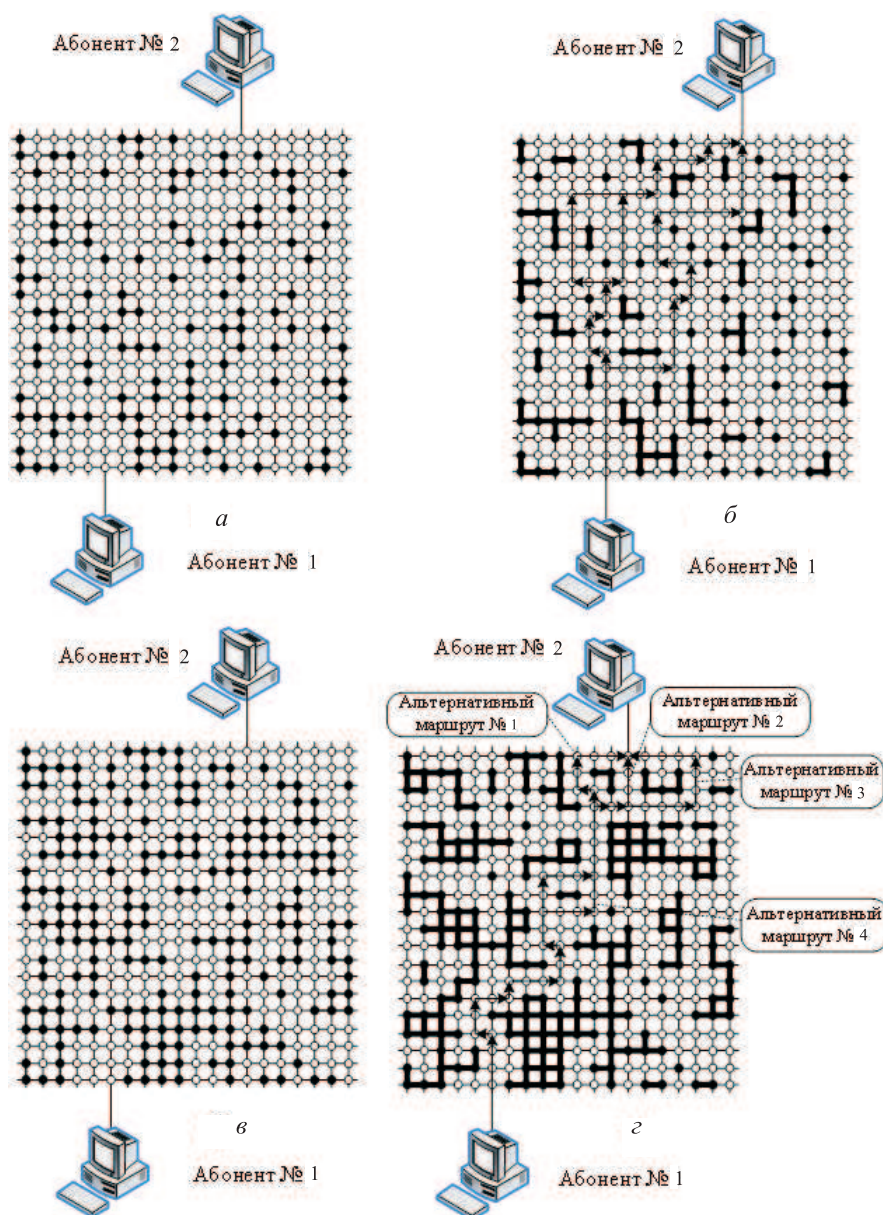 Абонент № 2
Абонент № 2
а
Абонент № 1
б
Абонент № 1
Абонент № 2
Абонент № 2
Альтернативный
маршрут № 1
Альтернативный
маршрут № 2
Альтернативный
маршрут № 3
Альтернативный
маршрут № 4
в
Абонент № 1
г
Абонент № 1